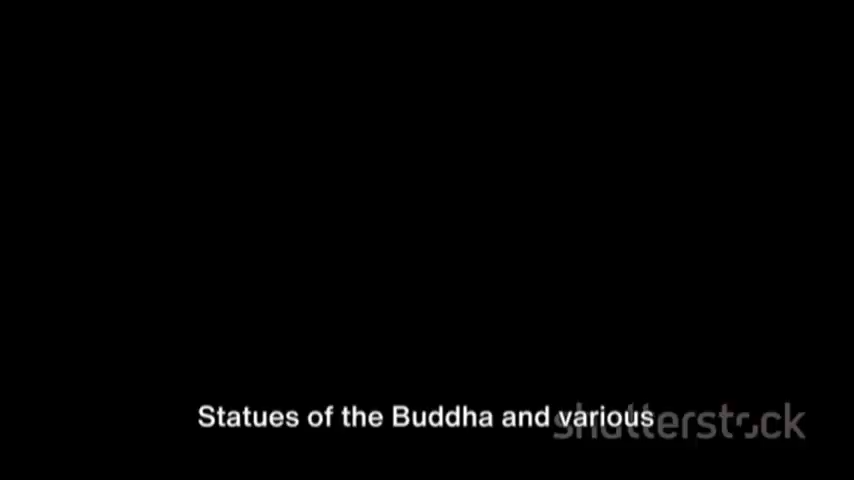 Statues of the Buddha and various
shutterstock